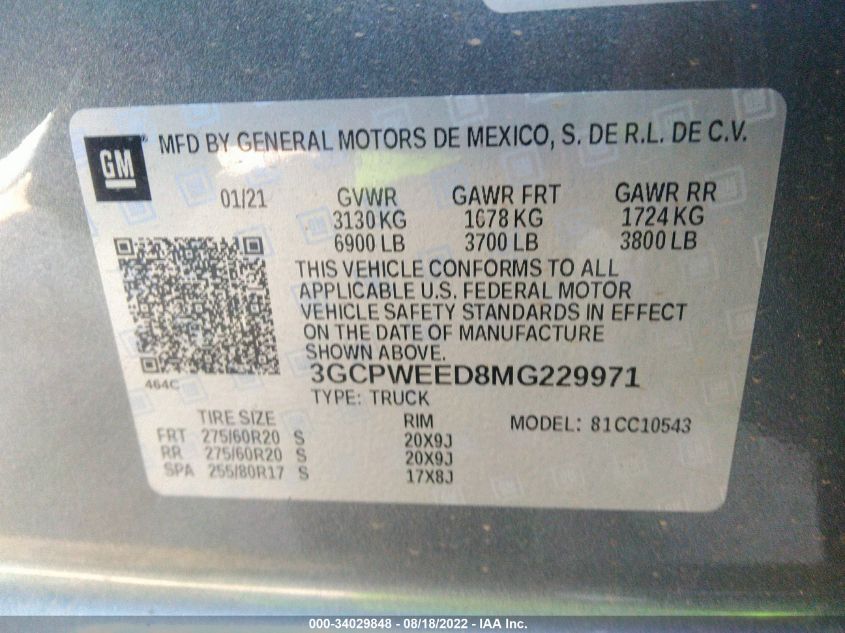 GM
MFD BY GENERAL MOTORS DE MEXICO, S. DE R.L. DE C.V.
01/21 GVWR GAWR FRT GAWR RR
3130 KG 1678 KG 1724 KG
6900 LB 3700 LB 3800 LB
THIS VEHICLE CONFORMS TO ALL
APPLICABLE U.S. FEDERAL MOTOR
VEHICLE SAFETY STANDARDS IN EFFECT
ON THE DATE OF MANUFACTURE
SHOWN ABOVE.
464C 3GCPWEED8MG229971
TYPE: TRUCK
TIRE SIZE RIM MODEL: 81CC10543
FRT 275/60R20 S 20X9J
RR 275/60R20 S 20X9J
SPA 255/80R17 S 17X8J
000-34029848 - 08/18/2022 - IAA Inc.